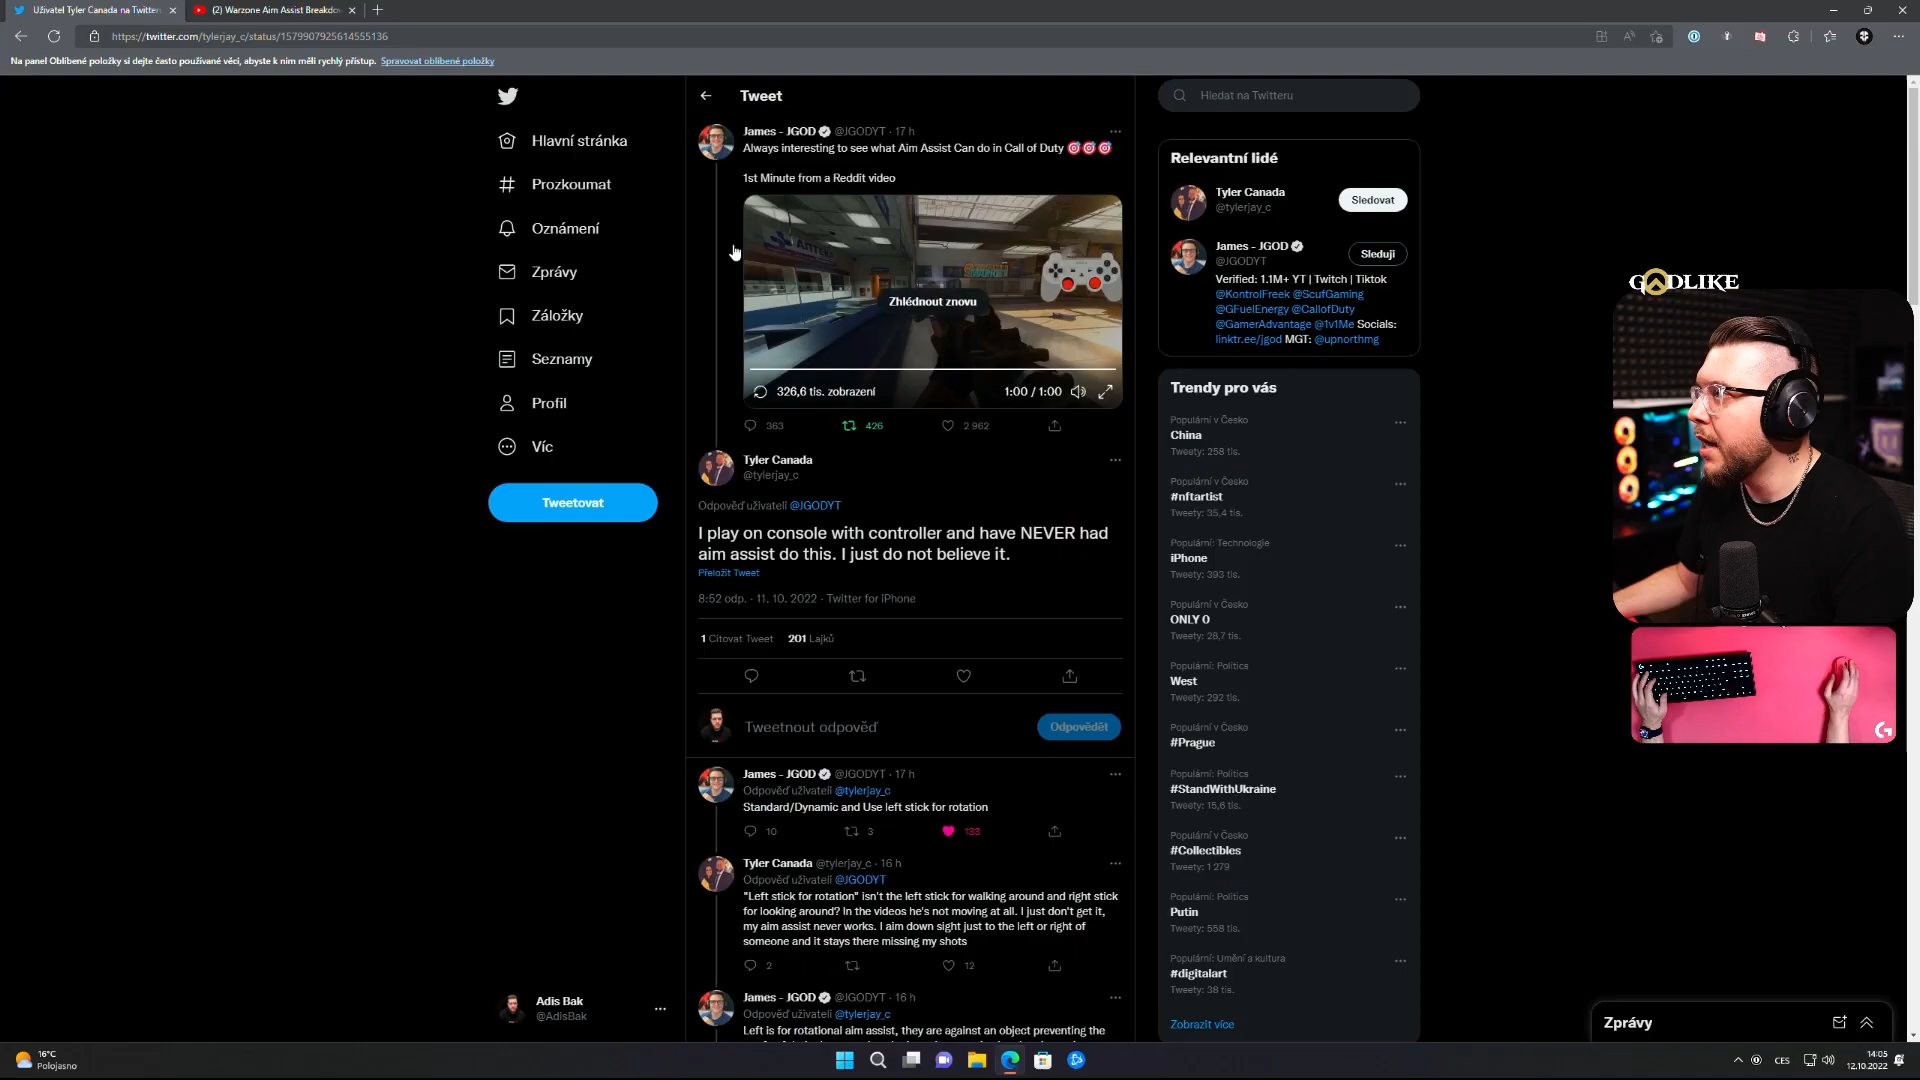 Uživatel Tyler Canada na Twitteru
(2) Warzone Aim Assist Breakdo
https://twitter.com/tylerjay_c/status/1579907925614555136
Na panel Oblíbené položky si dejte často používané věci, abyste k nim měli rychlý přístup. Spravovat oblíbené položky
Hlavní stránka
Prozkoumat
Oznámení
Zprávy
Záložky
Seznamy
Profil
Víc
Tweetovat
Adis Bak
@AdisBak
Tweet
James - JGOD @JGODYT · 17 h
Always interesting to see what Aim Assist Can do in Call of Duty
1st Minute from a Reddit video
Zhlédnout znovu
326,6 tis. zobrazení
1:00 / 1:00
363
426
2 962
Tyler Canada
@tylerjay_c
Odpověď uživateli @JGODYT
I play on console with controller and have NEVER had
aim assist do this. I just do not believe it.
Přeložit Tweet
8:52 odp. · 11. 10. 2022 · Twitter for iPhone
1 Citovat Tweet 201 Lajků
Tweetnout odpověď
Odpovědět
James - JGOD @JGODYT · 17 h
Odpověď uživateli @tylerjay_c
Standard/Dynamic and Use left stick for rotation
10
3
133
Tyler Canada @tylerjay_c · 16 h
Odpověď uživateli @JGODYT
"Left stick for rotation" isn't the left stick for walking around and right stick
for looking around? In the videos he's not moving at all. I just don't get it,
my aim assist never works. I aim down sight just to the left or right of
someone and it stays there missing my shots
2
12
James - JGOD @JGODYT · 16 h
Odpověď uživateli @tylerjay_c
Left is for rotational aim assist, they are against an object preventing the
Hledat na Twitteru
Relevantní lidé
Tyler Canada
@tylerjay_c
Sledovat
James - JGOD
@JGODYT
Sleduji
Verified: 1.1M+ YT | Twitch | Tiktok
@KontrolFreek @ScufGaming
@GFuelEnergy @CallofDuty
@GamerAdvantage @1v1Me Socials:
linktr.ee/jgod MGT: @upnorthmg
Trendy pro vás
Populární v Česko
China
Tweety: 258 tis.
Populární v Česko
#nftartist
Tweety: 35,4 tis.
Populární: Technologie
iPhone
Tweety: 393 tis.
Populární v Česko
ONLY 0
Tweety: 28,7 tis.
Populární: Politics
West
Tweety: 292 tis.
Populární v Česko
#Prague
Populární: Politics
#StandWithUkraine
Tweety: 15,6 tis.
Populární v Česko
#Collectibles
Tweety: 1 279
Populární: Politics
Putin
Tweety: 558 tis.
Populární: Umění a kultura
#digitalart
Tweety: 38 tis.
Zobrazit více
Zprávy
GODLIKE
16°C
Polojasno
CES
14:05
12.10.2022